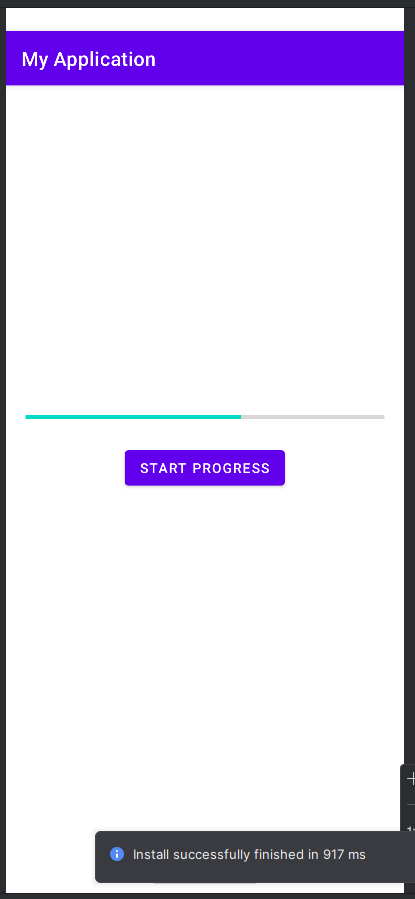 My Application
START PROGRESS
Install successfully finished in 917 ms